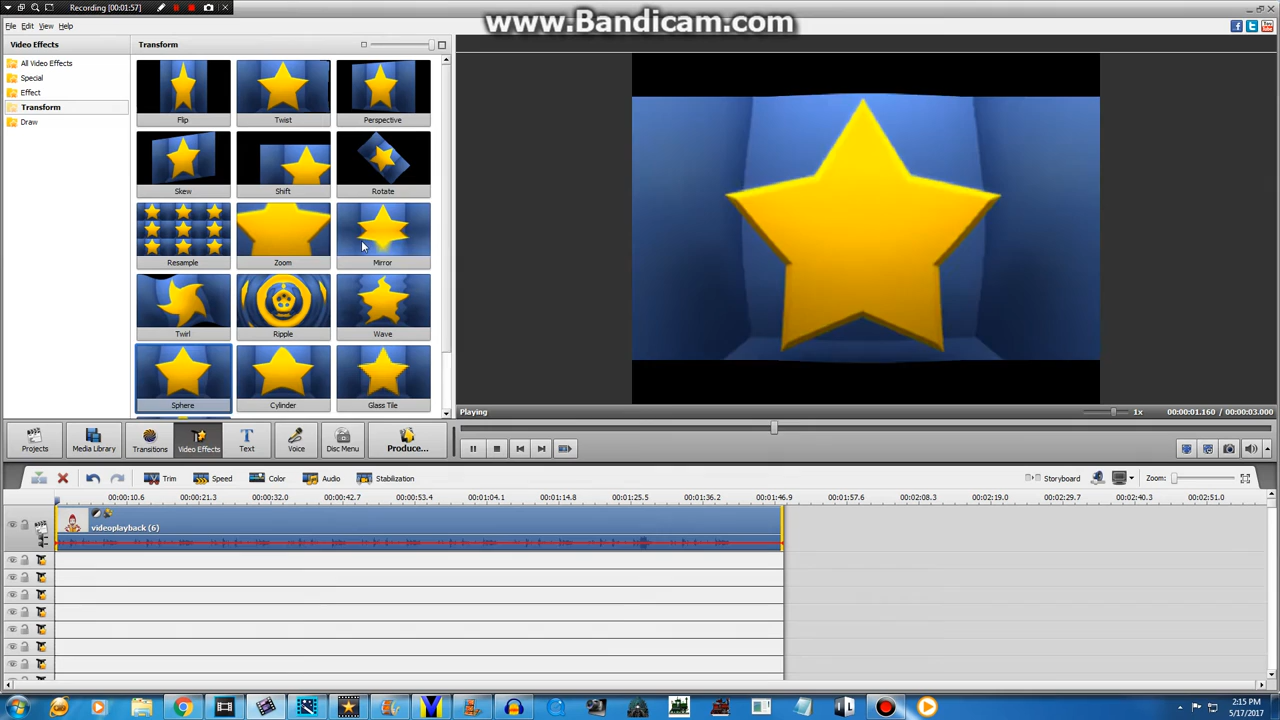 Recording [00:01:57]
www.Bandicam.com
File Edit View Help
Video Effects
Transform
All Video Effects
Special
Effect
Transform
Draw
Flip Twist Perspective
Skew Shift Rotate
Resample Zoom Mirror
Twirl Ripple Wave
Sphere Cylinder Glass Tile
Playing
1x
00:00:01.160 / 00:00:03.000
Projects Media Library Transitions Video Effects Text Voice Disc Menu Produce...
Trim Speed Color Audio Stabilization
Storyboard
Zoom:
00:00:10.6 00:00:21.3 00:00:32.0 00:00:42.7 00:00:53.4 00:01:04.1 00:01:14.8 00:01:25.5 00:01:36.2 00:01:46.9 00:01:57.6 00:02:08.3 00:02:19.0 00:02:29.7 00:02:40.3 00:02:51.0
videoplayback (6)
2:15 PM
5/17/2017